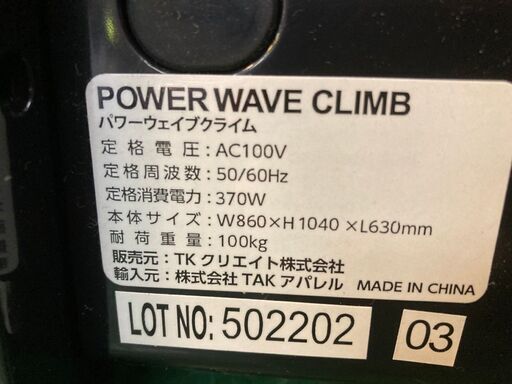 POWER WAVE CLIMB
パワーウェイブクライム
定格電圧:AC100V
定格周波数:50/60Hz
定格消費電力:370W
本体サイズ:W860×H1040×L630mm
耐荷重量:100kg
販売元:TKクリエイト株式会社
輸入元:株式会社TAKアパレル MADE IN CHINA
LOT NO: 502202 03